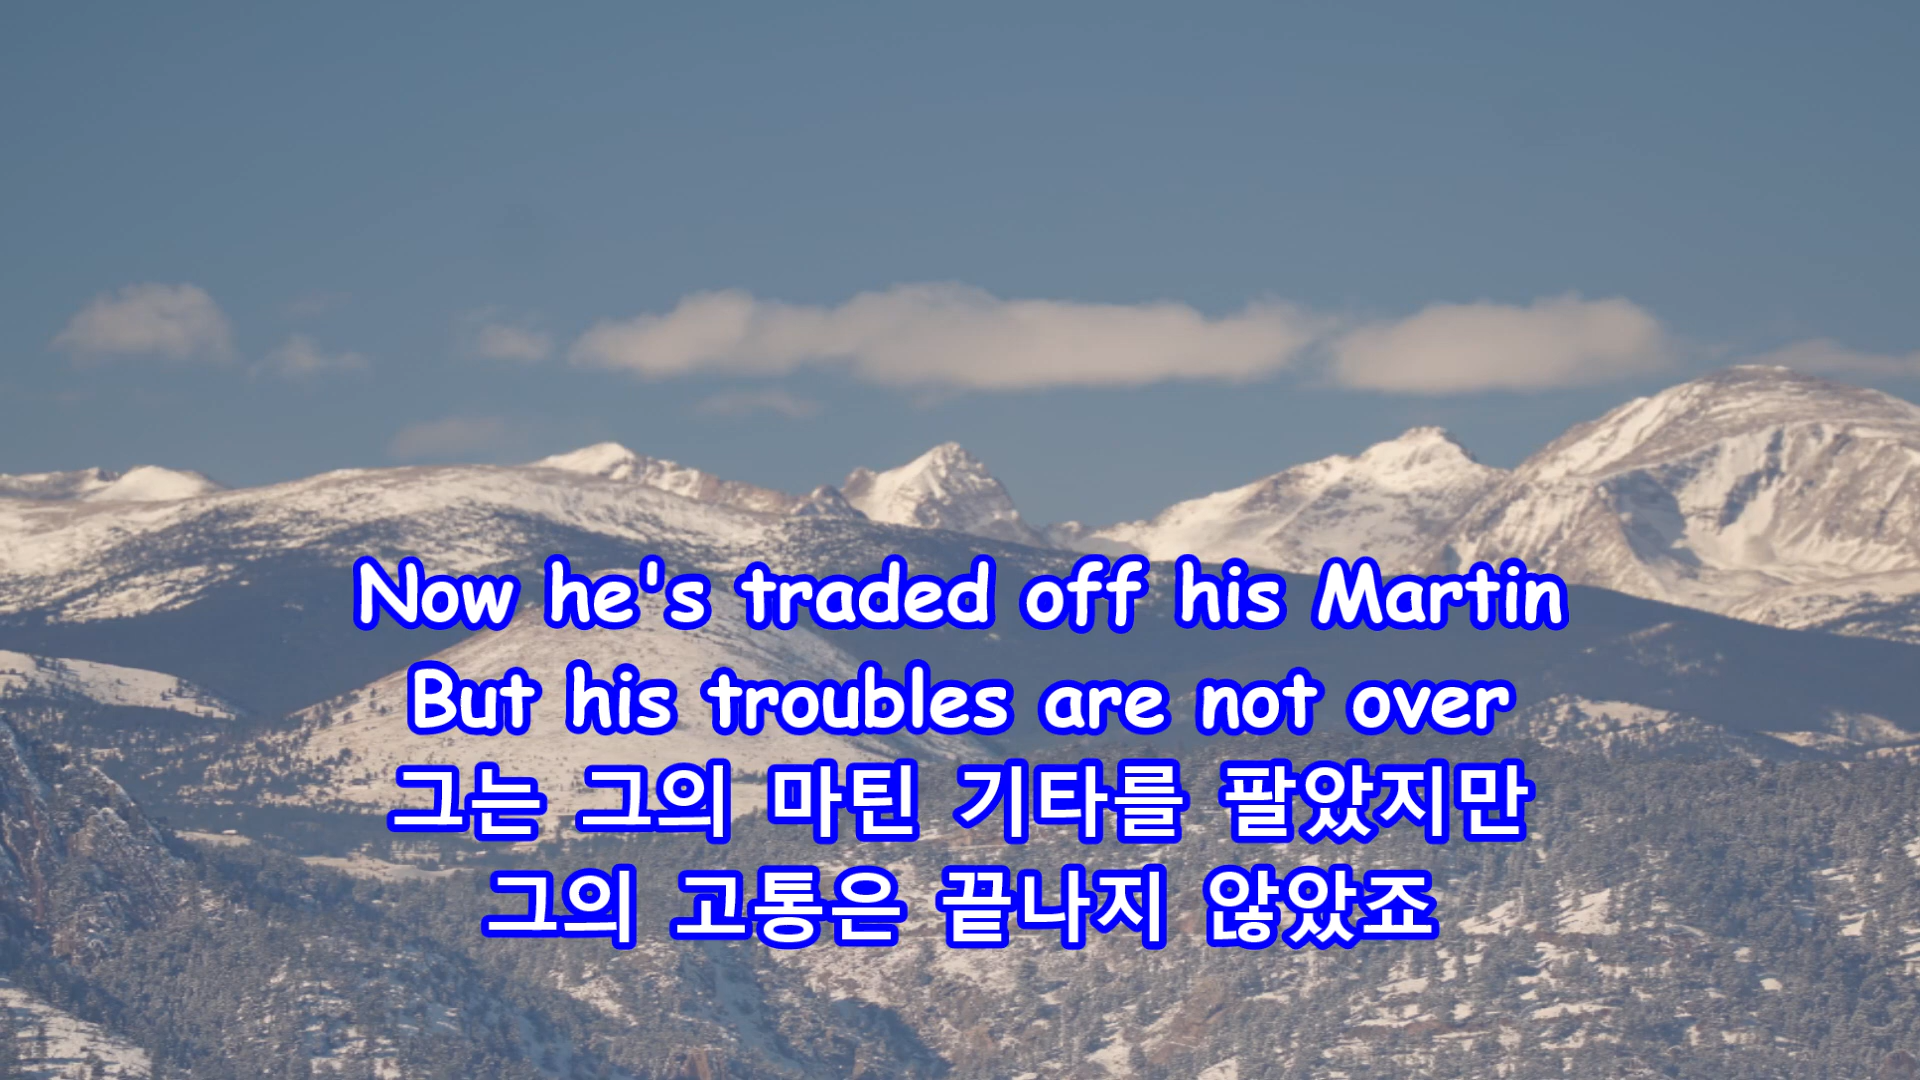 Now he's traded off his Martin
But his troubles are not over
그는 그의 마틴 기타를 팔았지만
그의 고통은 끝나지 않았죠